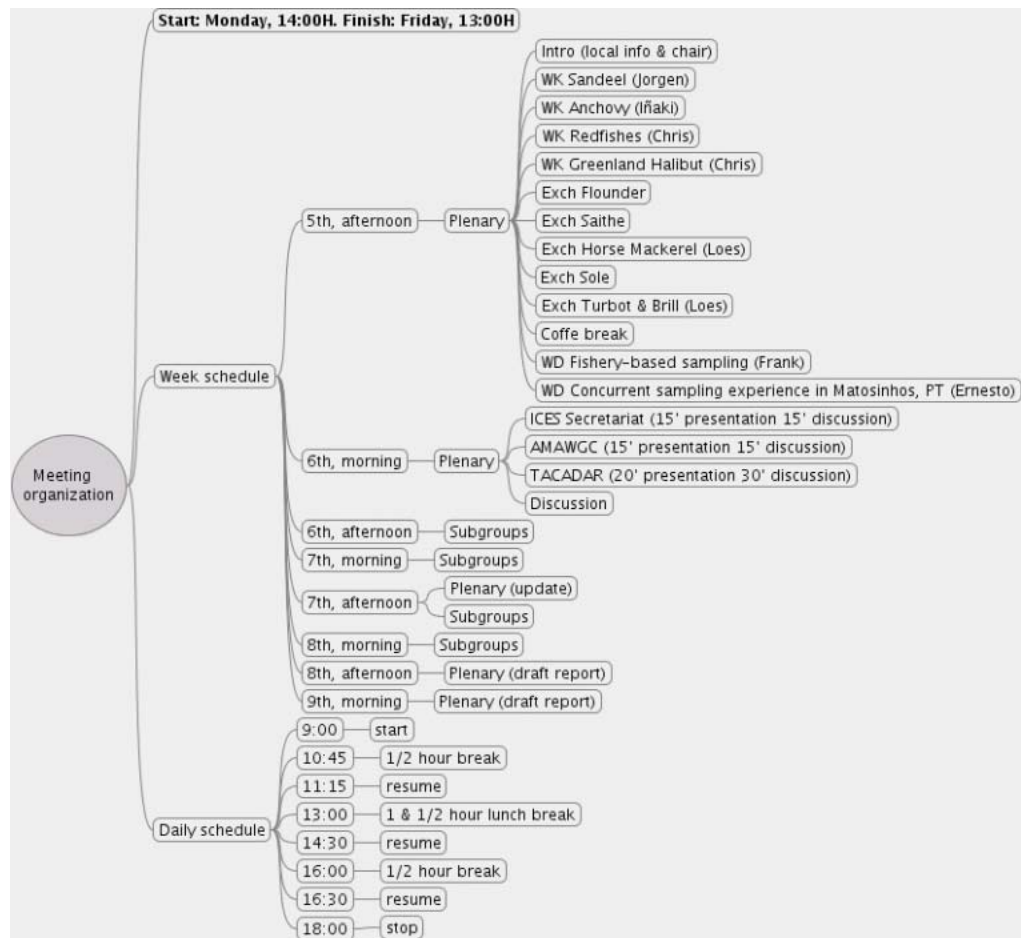 Start: Monday, 14:00H. Finish: Friday, 13:00H
Intro (local info & chair)
WK Sandeel (Jorgen)
WK Anchovy (Iñaki)
WK Redfishes (Chris)
WK Greenland Halibut (Chris)
Exch Flounder
5th, afternoon
Plenary
Exch Saithe
Exch Horse Mackerel (Loes)
Exch Sole
Exch Turbot & Brill (Loes)
Coffe break
WD Fishery-based sampling (Frank)
Week schedule
WD Concurrent sampling experience in Matosinhos, PT (Ernesto)
ICES Secretariat (15' presentation 15' discussion)
AMAWGC (15' presentation 15' discussion)
6th, morning
Plenary
TACADAR (20' presentation 30' discussion)
Discussion
Meeting
organization
6th, afternoon
Subgroups
7th, morning
Subgroups
7th, afternoon
Plenary (update)
Subgroups
8th, morning
Subgroups
8th, afternoon
Plenary (draft report)
9th, morning
Plenary (draft report)
Daily schedule
9:00
start
10:45
1/2 hour break
11:15
resume
13:00
1 & 1/2 hour lunch break
14:30
resume
16:00
1/2 hour break
16:30
resume
18:00
stop